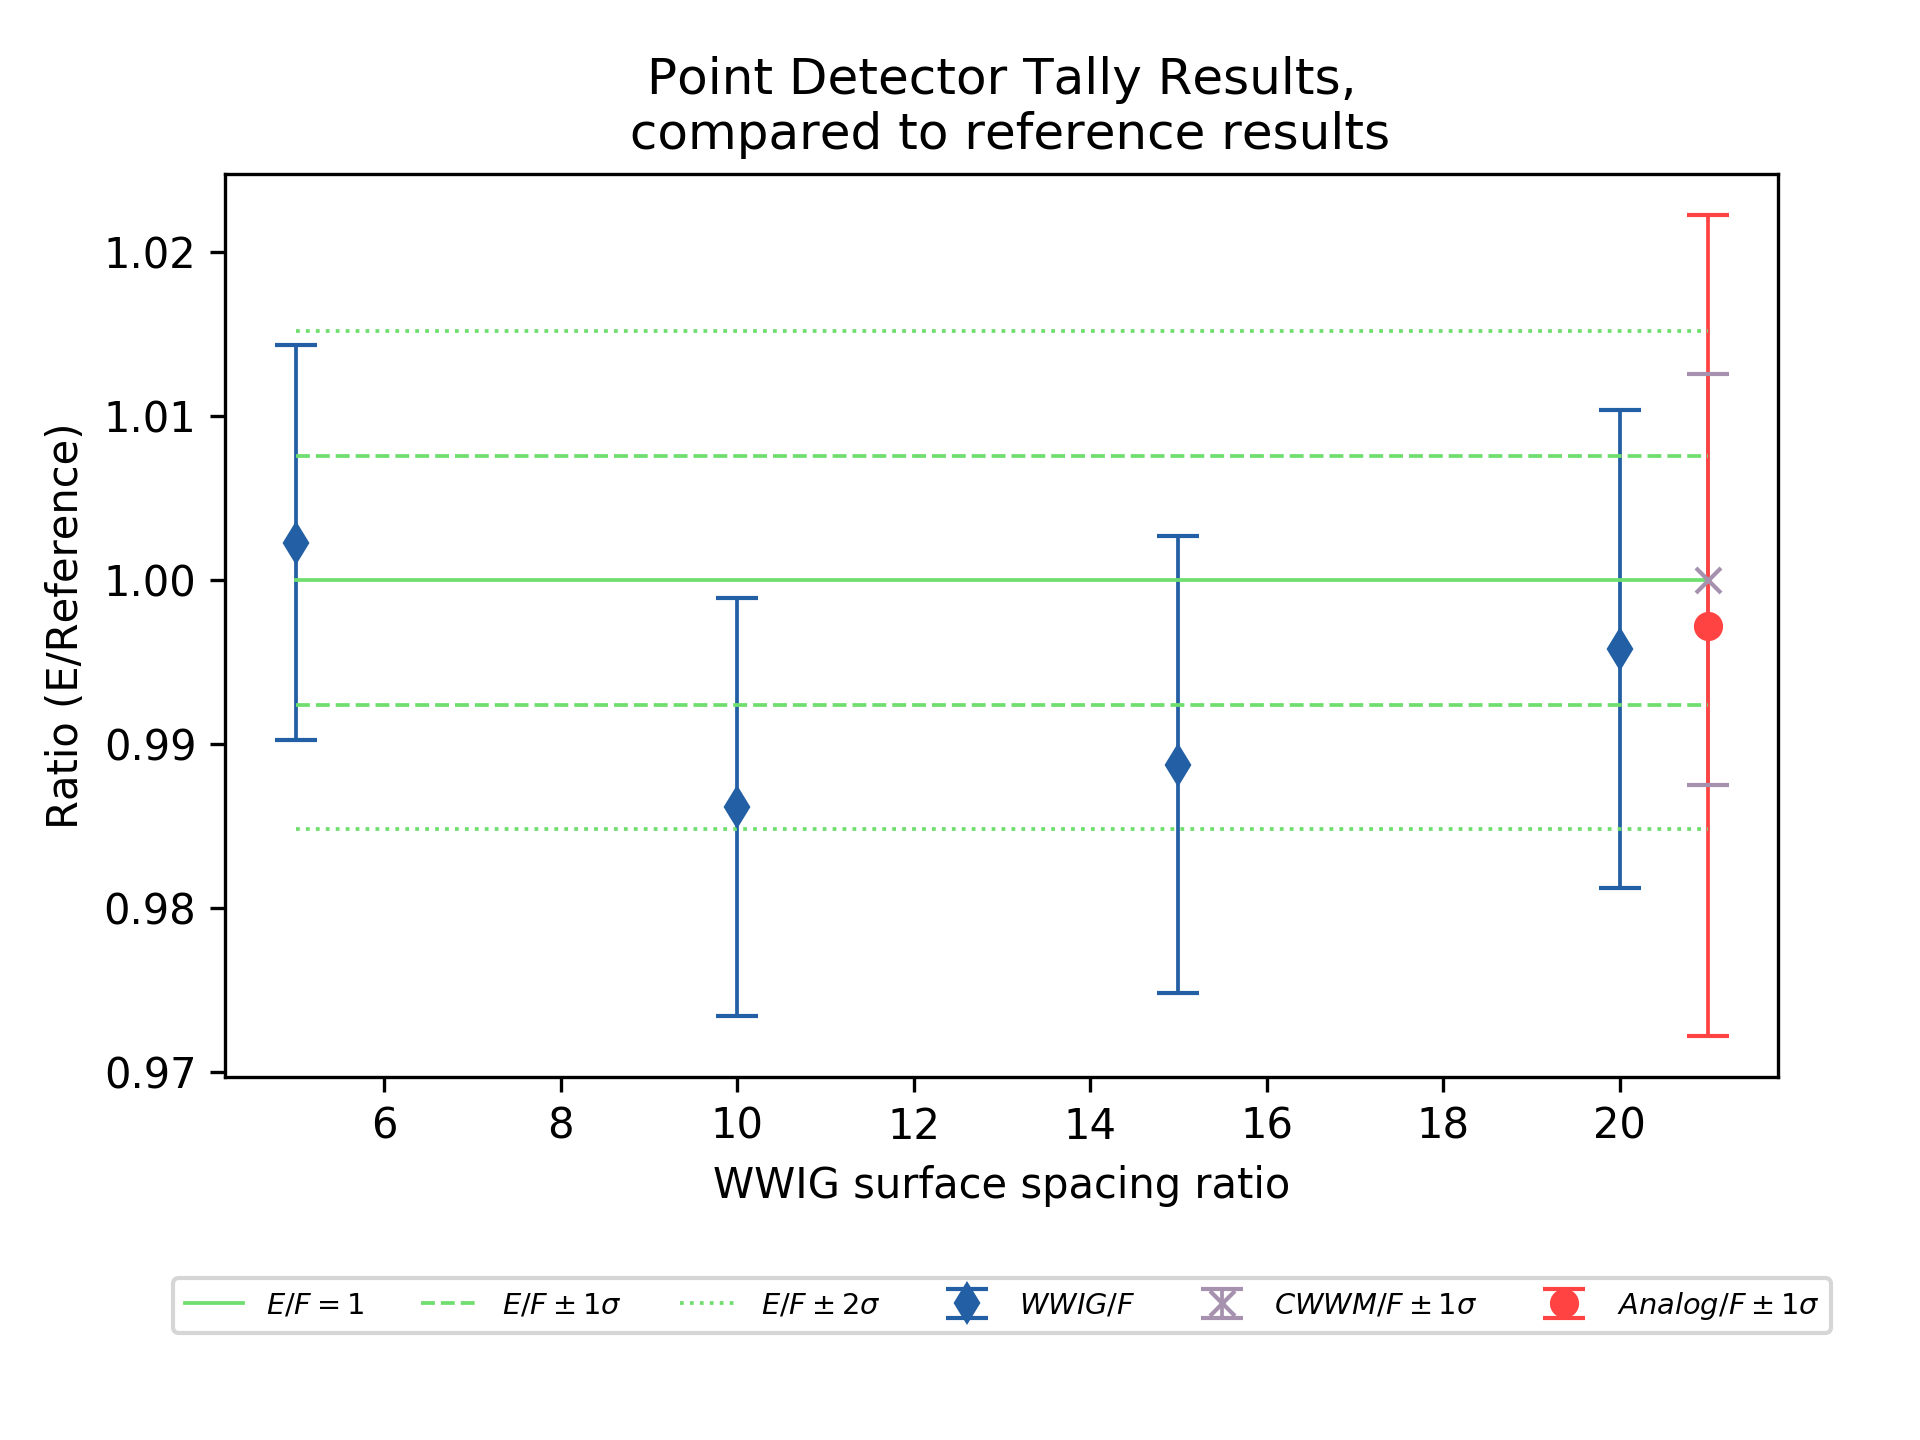 Point Detector Tally Results,
compared to reference results
Ratio (E/Reference)
1.02
1.01
1.00
0.99
0.98
0.97
6 8 10 12 14 16 18 20
WWIG surface spacing ratio
E/F = 1 E/F ± 1σ E/F ± 2σ WWIG/F CWWM/F ± 1σ Analog/F ± 1σ